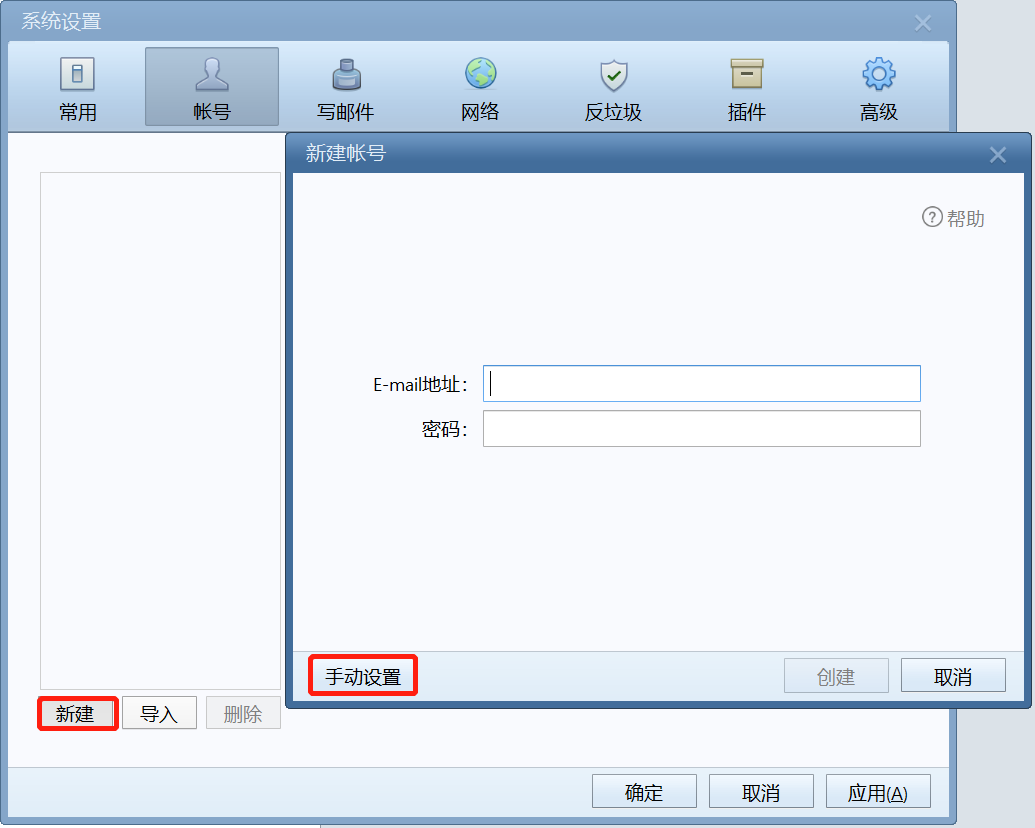 系统设置
常用
帐号
写邮件
网络
反垃圾
插件
高级
新建帐号
? 帮助
E-mail地址：
密码：
手动设置
创建
取消
新建
导入
删除
确定
取消
应用(A)